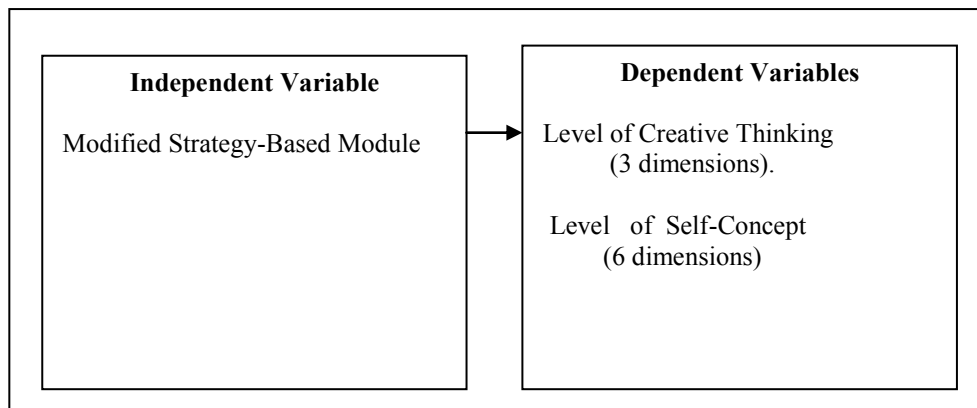 Independent Variable
Modified Strategy-Based Module
Dependent Variables
Level of Creative Thinking
(3 dimensions).
Level of Self-Concept
(6 dimensions)